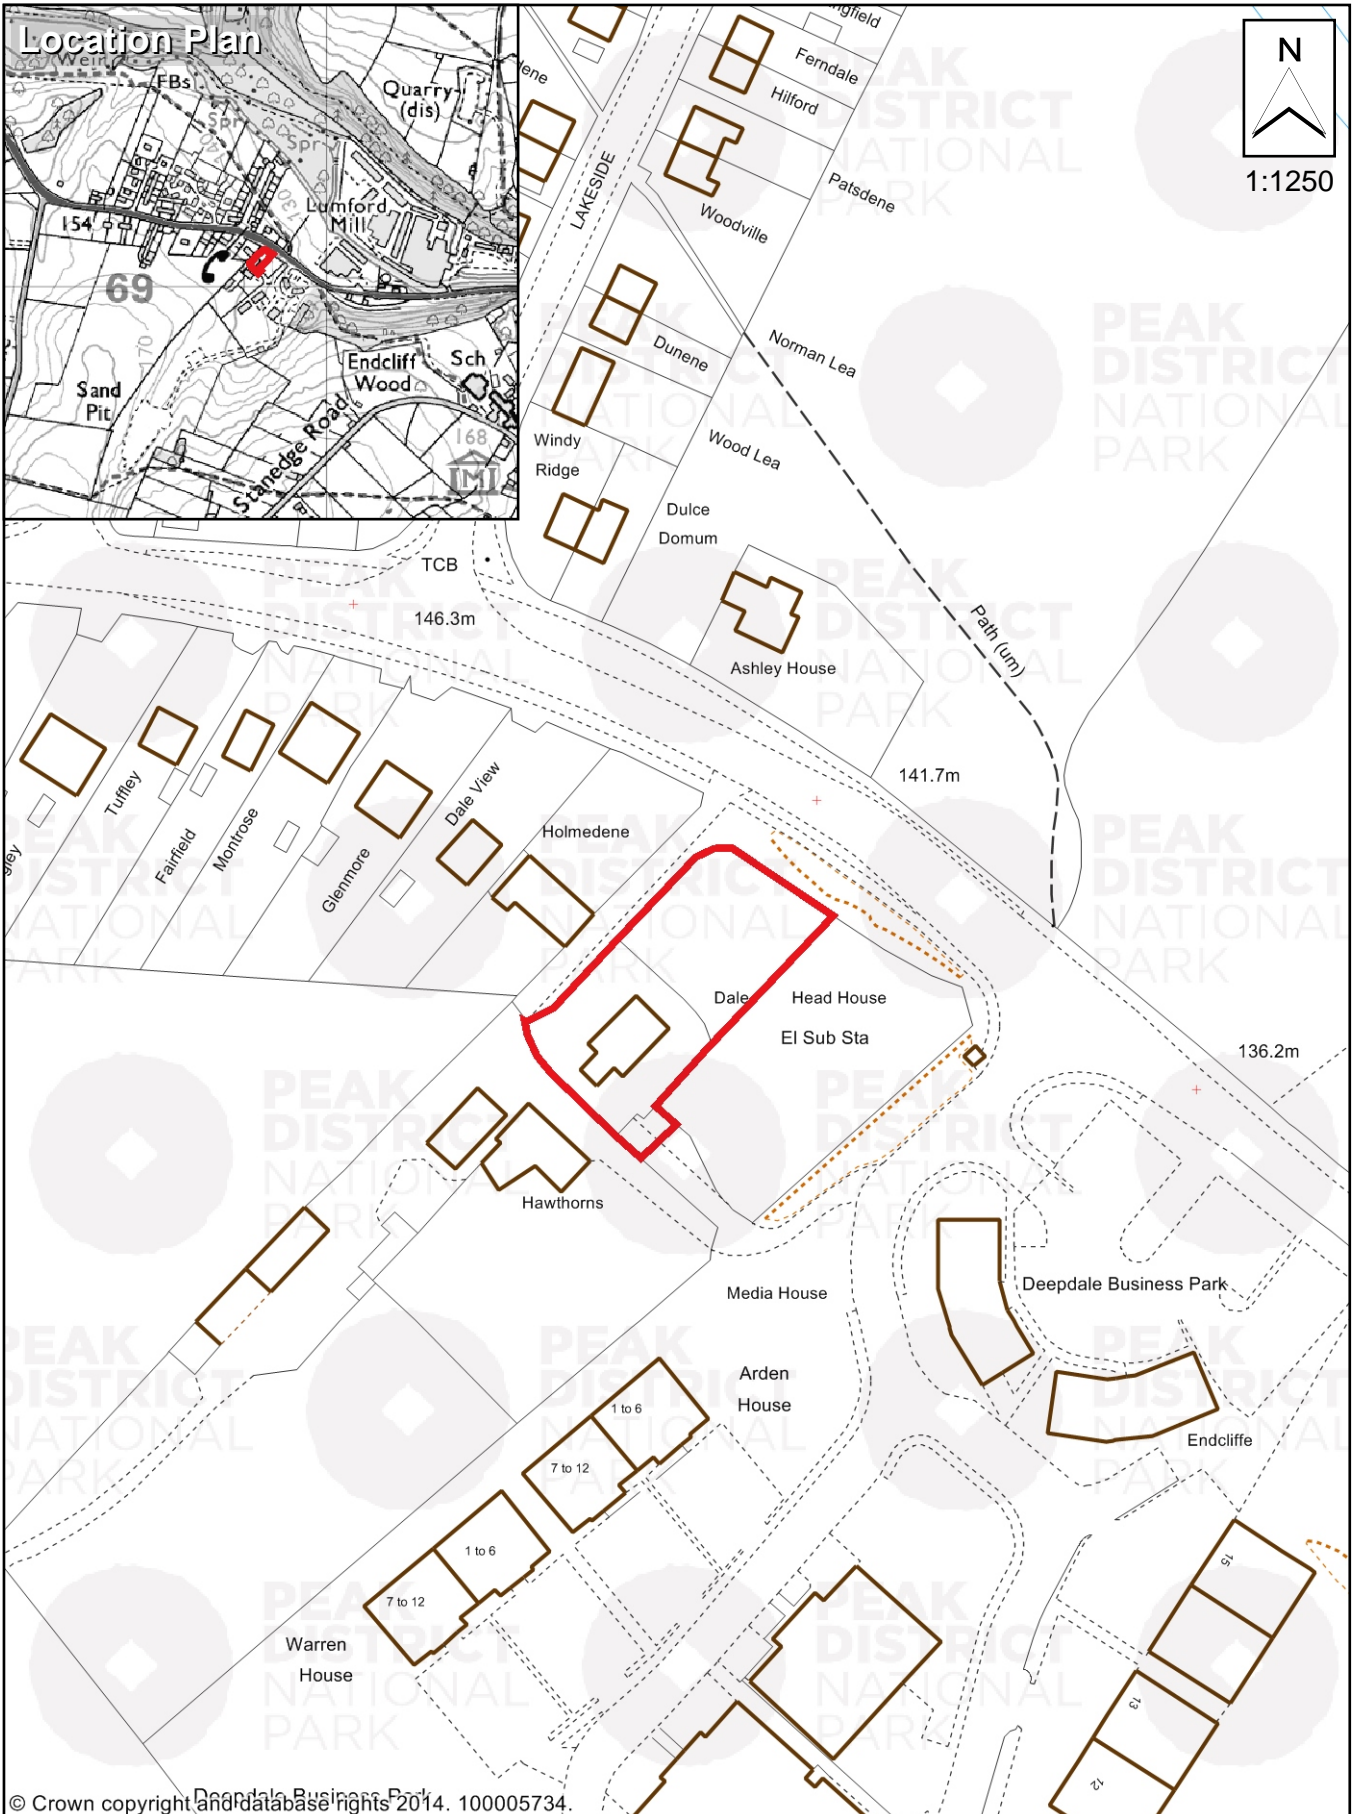 Location Plan
Weir
FBs
Quarry
(dis)
Spr
Spr
130
Lumford
Mill
154
69
170
Sand
Pit
Endcliff
Wood
Sch
Stanedge Road
168
M
N
1:1250
Ferndale
Hilford
Patsdene
Woodville
LAKESIDE
Norman Lea
Dunene
Wood Lea
Windy
Ridge
Dulce
Domum
TCB
146.3m
Path (um)
Ashley House
141.7m
Tuffley
Fairfield
Montrose
Glenmore
Dale View
Holmedene
Dale Head House
El Sub Sta
136.2m
Hawthorns
Media House
Deepdale Business Park
Arden
House
1 to 6
7 to 12
Endcliffe
1 to 6
7 to 12
15
Warren
House
13
12
Deepdale Business Park
© Crown copyright and database rights 2014. 100005734.
PEAK
DISTRICT
NATIONAL
PARK